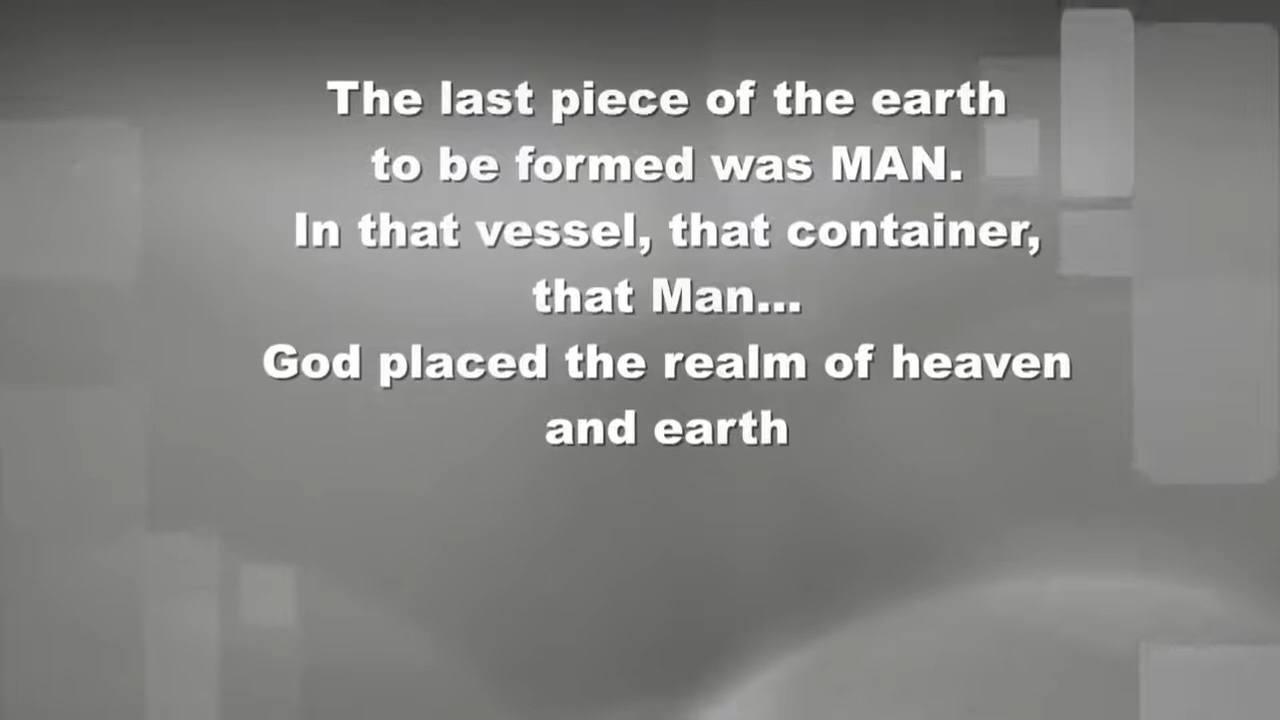 The last piece of the earth
to be formed was MAN.
In that vessel, that container,
that Man...
God placed the realm of heaven
and earth